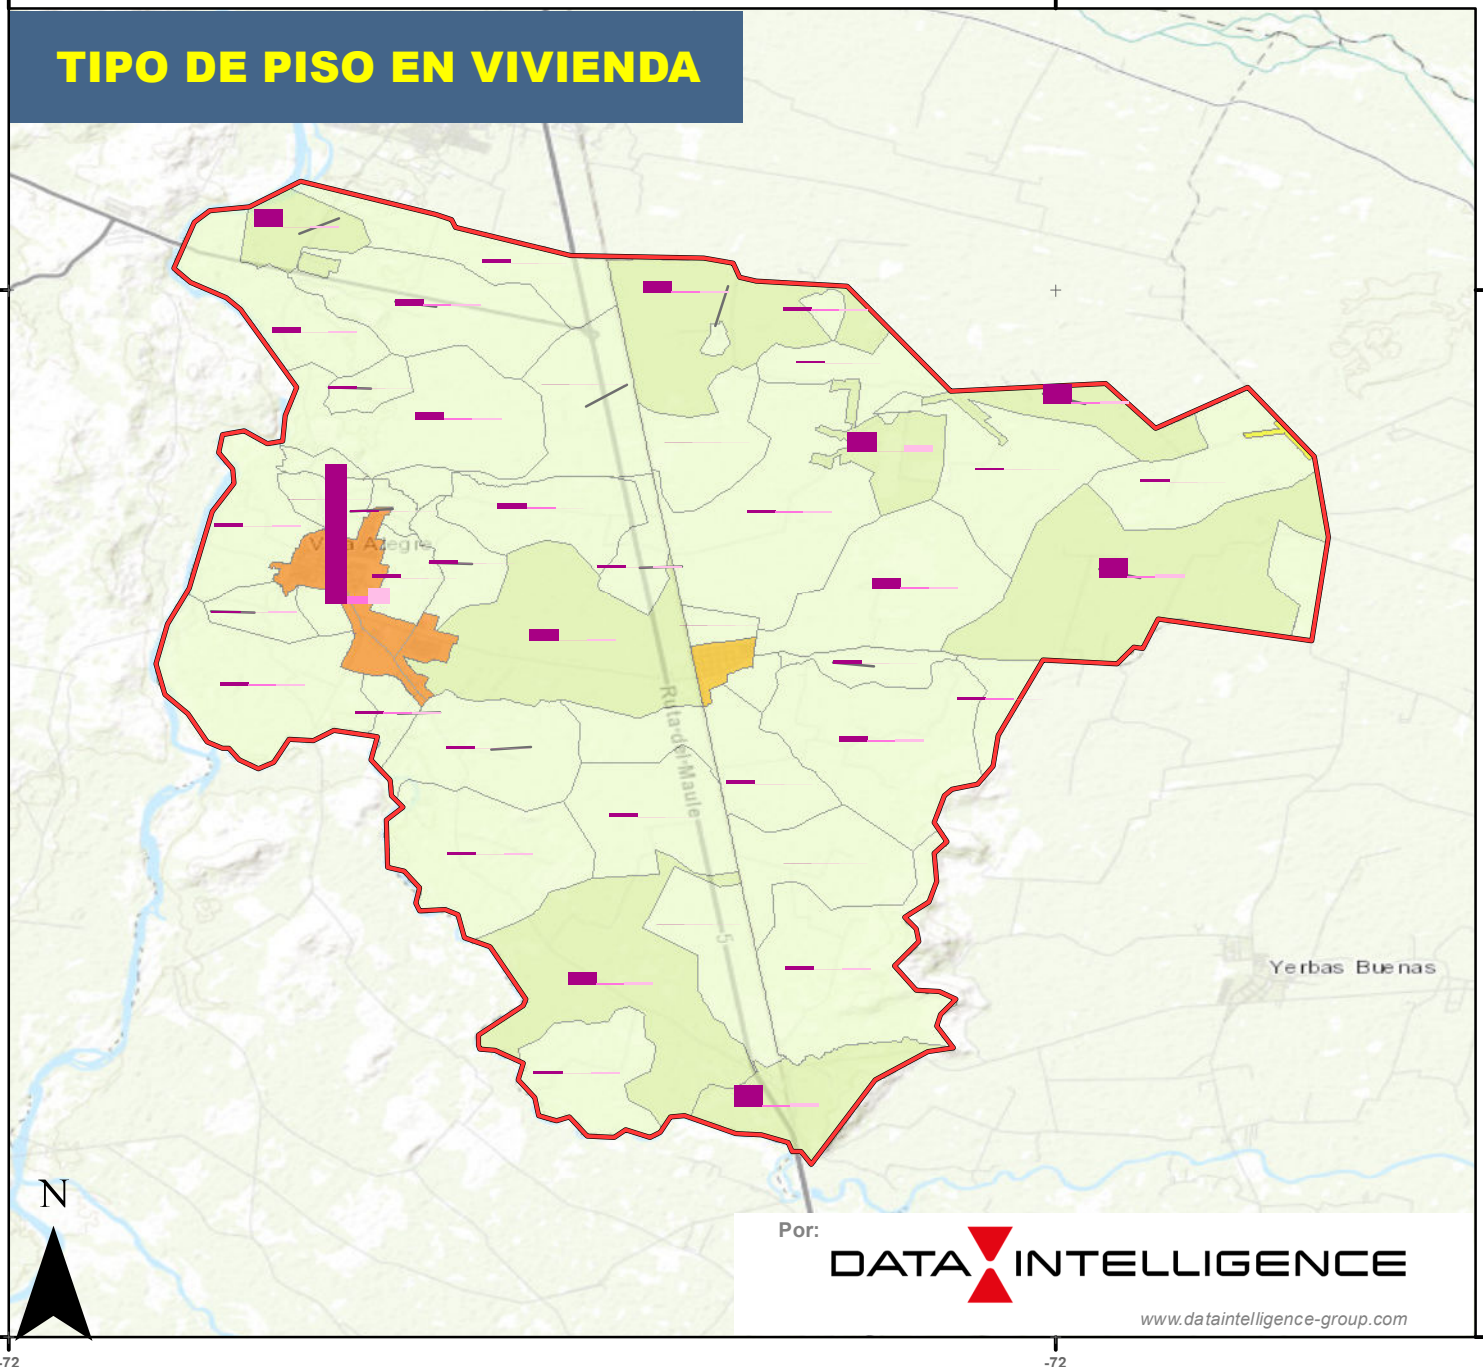 TIPO DE PISO EN VIVIENDA
Villa Alegre
Ruta-del-Maule
5
Yerbas Buenas
N
Por:
DATA INTELLIGENCE
www.dataintelligence-group.com
-72
-72